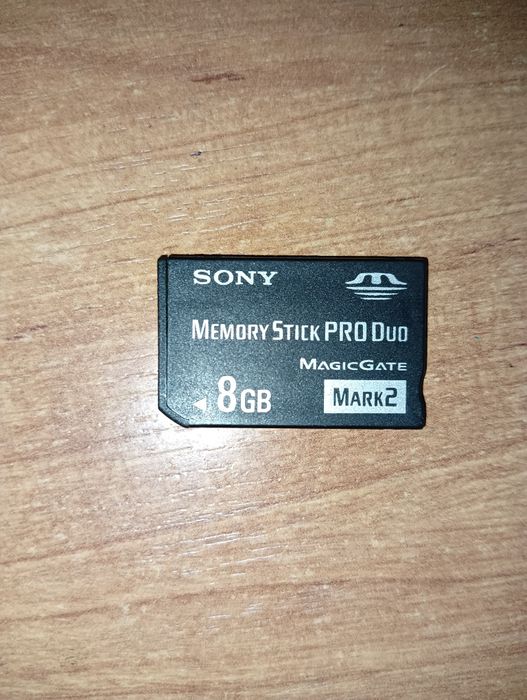 SONY
MEMORY STICK PRO DUO
MAGICGATE
8GB MARK2